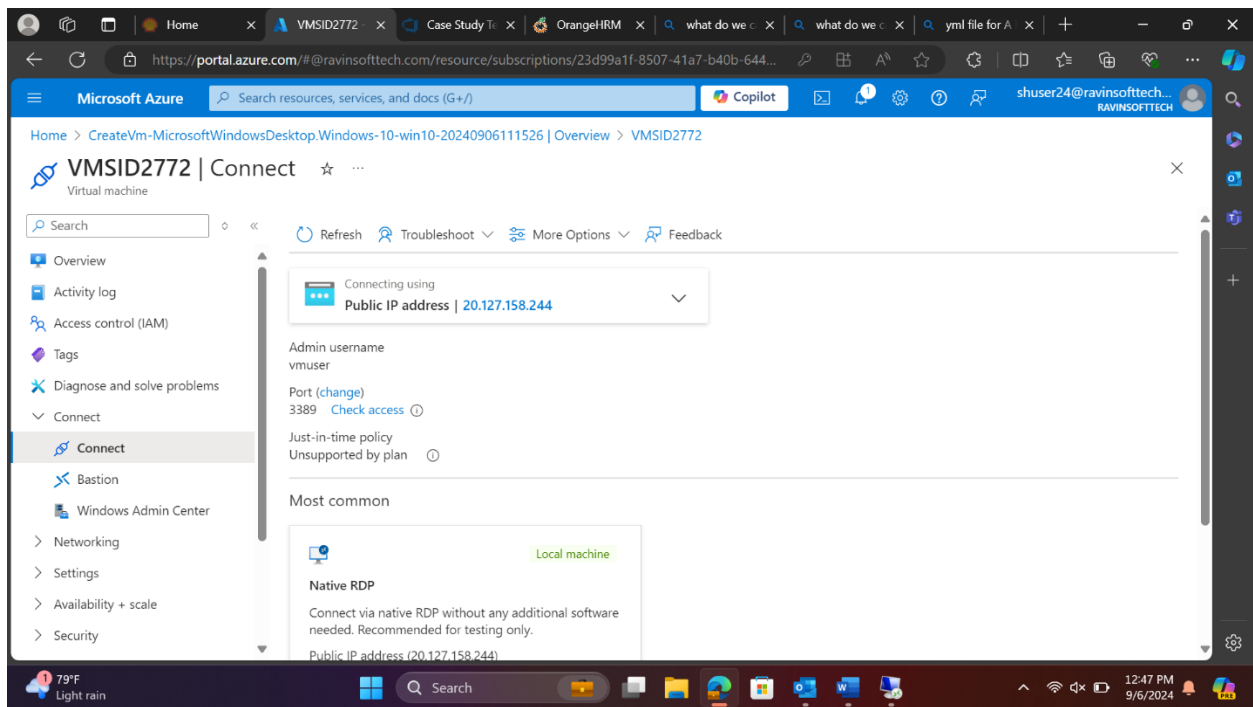 Home
VMSID2772 -
Case Study Te
OrangeHRM
what do we c
what do we c
yml file for A
https://portal.azure.com/#@ravinsofttech.com/resource/subscriptions/23d99a1f-8507-41a7-b40b-644...
Microsoft Azure
Search resources, services, and docs (G+/)
Copilot
1
shuser24@ravinsofttech...
RAVINSOFTTECH
Home > CreateVm-MicrosoftWindowsDesktop.Windows-10-win10-20240906111526 | Overview > VMSID2772
VMSID2772 | Connect ...
Virtual machine
Search
Refresh Troubleshoot More Options Feedback
Overview
Activity log
Access control (IAM)
Tags
Diagnose and solve problems
Connect
Connect
Bastion
Windows Admin Center
Networking
Settings
Availability + scale
Security
Connecting using
Public IP address | 20.127.158.244
Admin username
vmuser
Port (change)
3389 Check access
Just-in-time policy
Unsupported by plan
Most common
Local machine
Native RDP
Connect via native RDP without any additional software
needed. Recommended for testing only.
Public IP address (20.127.158.244)
1
79°F
Light rain
Search
12:47 PM
9/6/2024
PRE